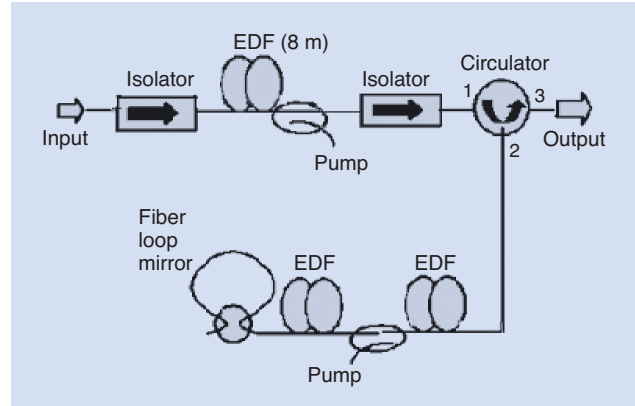 EDF (8 m)
Isolator
Isolator
Circulator
1
3
Input
Pump
2
Output
Fiber
loop
mirror
EDF
EDF
Pump